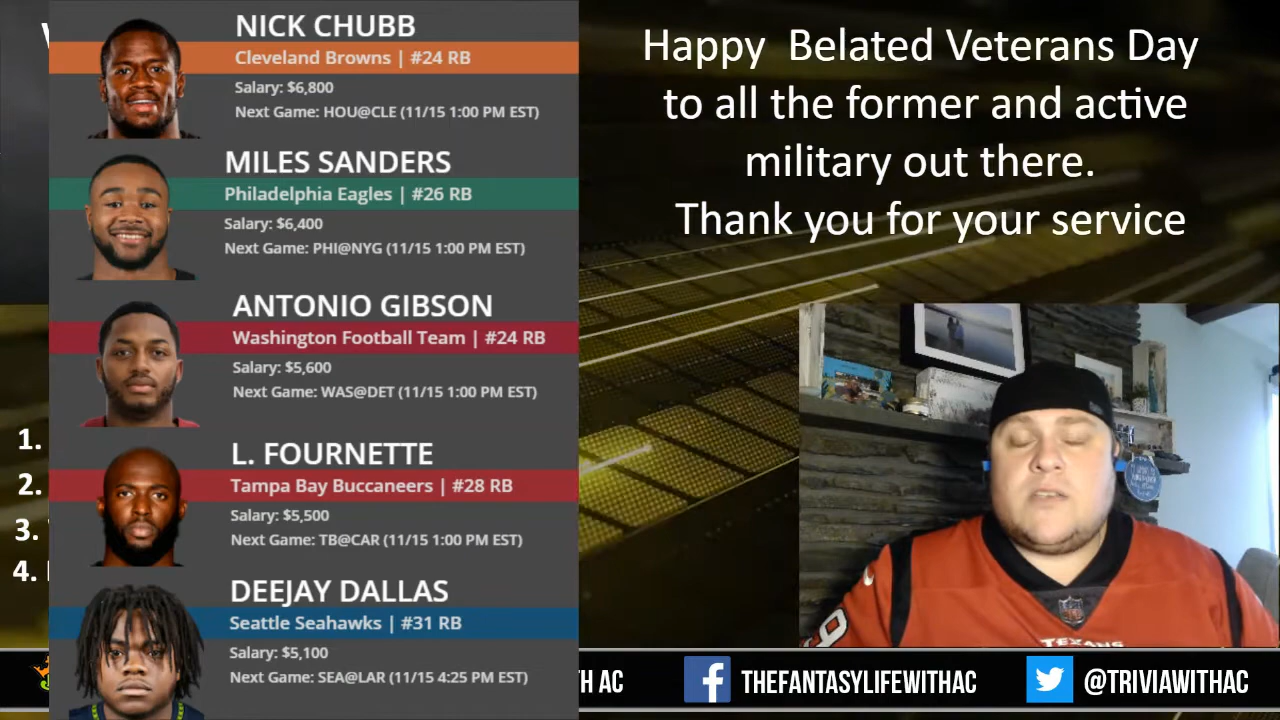 NICK CHUBB
Cleveland Browns | #24 RB
Salary: $6,800
Next Game: HOU@CLE (11/15 1:00 PM EST)
MILES SANDERS
Philadelphia Eagles | #26 RB
Salary: $6,400
Next Game: PHI@NYG (11/15 1:00 PM EST)
ANTONIO GIBSON
Washington Football Team | #24 RB
Salary: $5,600
Next Game: WAS@DET (11/15 1:00 PM EST)
L. FOURNETTE
Tampa Bay Buccaneers | #28 RB
Salary: $5,500
Next Game: TB@CAR (11/15 1:00 PM EST)
DEEJAY DALLAS
Seattle Seahawks | #31 RB
Salary: $5,100
Next Game: SEA@LAR (11/15 4:25 PM EST)
1.
2.
3.
4.
Happy Belated Veterans Day
to all the former and active
military out there.
Thank you for your service
TEXANS
H AC
THEFANTASYLIFEWITHAC
@TRIVIAWITHAC